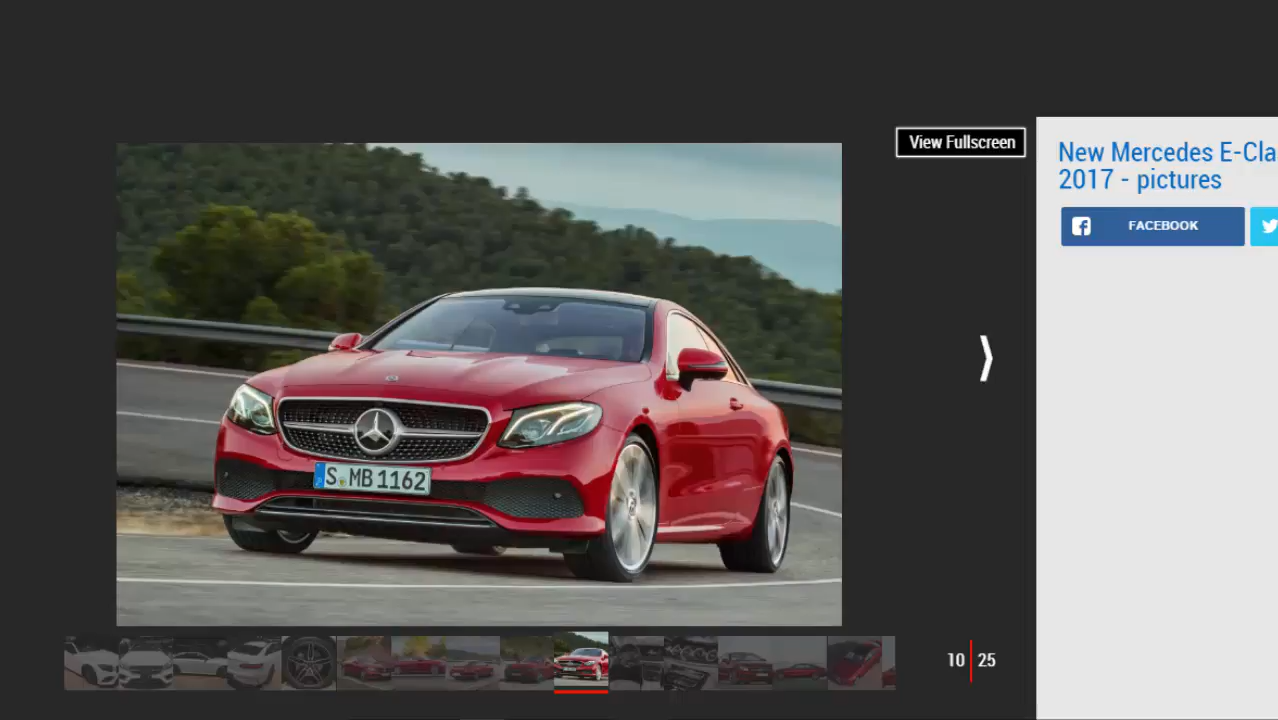 View Fullscreen
New Mercedes E-Cla
2017 - pictures
FACEBOOK
S MB 1162
10 25